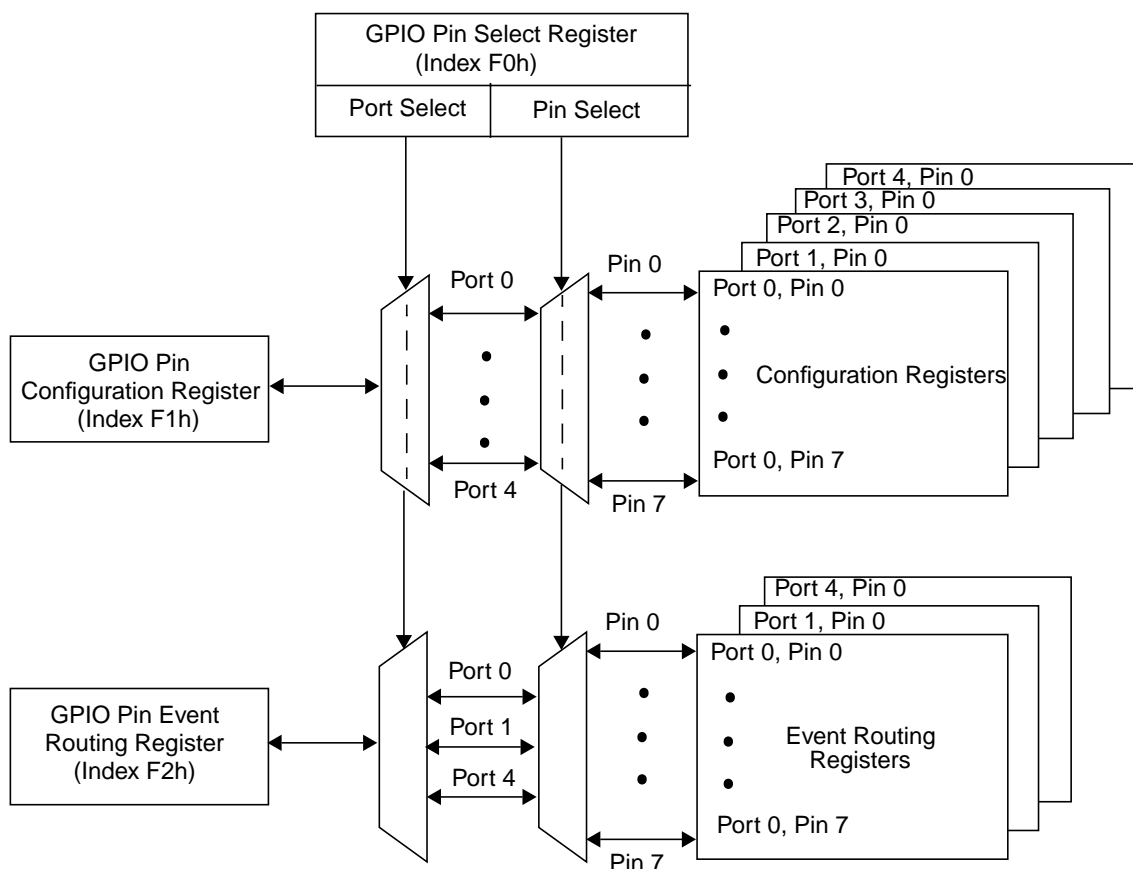 GPIO Pin Select Register
(Index F0h)
Port Select
Pin Select
Port 4, Pin 0
Port 3, Pin 0
Port 2, Pin 0
Port 1, Pin 0
Port 0, Pin 0
Port 0
Pin 0
GPIO Pin
Configuration Register
(Index F1h)
Configuration Registers
Port 0, Pin 7
Port 4
Pin 7
Port 4, Pin 0
Port 1, Pin 0
Port 0, Pin 0
Pin 0
Port 0
Port 1
Port 4
GPIO Pin Event
Routing Register
(Index F2h)
Event Routing
Registers
Port 0, Pin 7
Pin 7